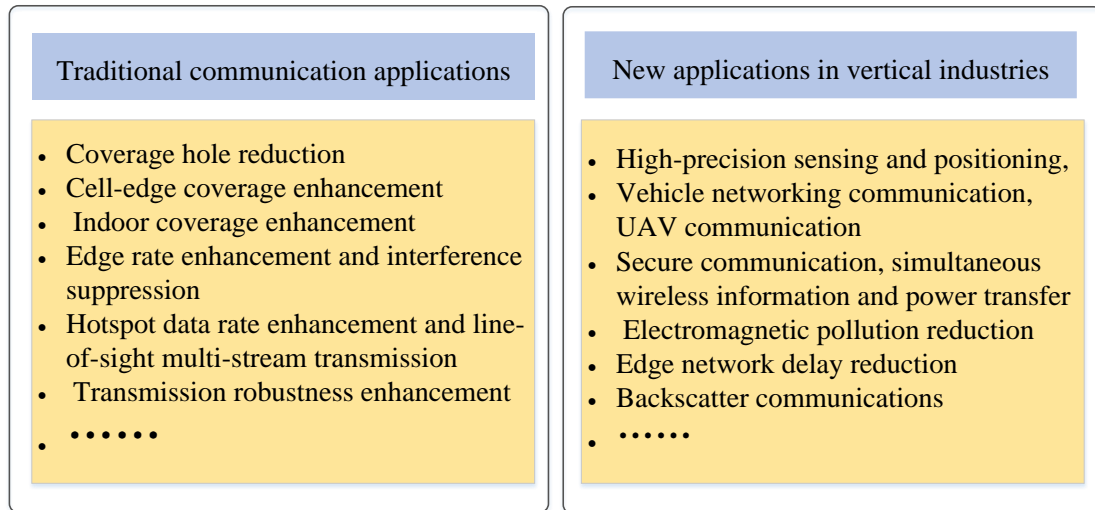 Traditional communication applications
• Coverage hole reduction
• Cell-edge coverage enhancement
• Indoor coverage enhancement
• Edge rate enhancement and interference
suppression
• Hotspot data rate enhancement and line-
of-sight multi-stream transmission
• Transmission robustness enhancement
• ······
New applications in vertical industries
• High-precision sensing and positioning,
• Vehicle networking communication,
UAV communication
• Secure communication, simultaneous
wireless information and power transfer
• Electromagnetic pollution reduction
• Edge network delay reduction
• Backscatter communications
• ······